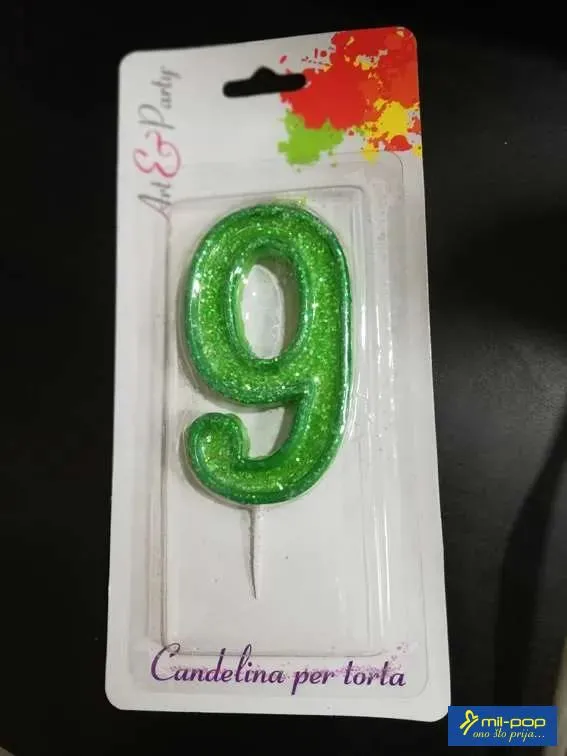 Art & Party
9
Candelina per torta
mil-pop
ono što prija...